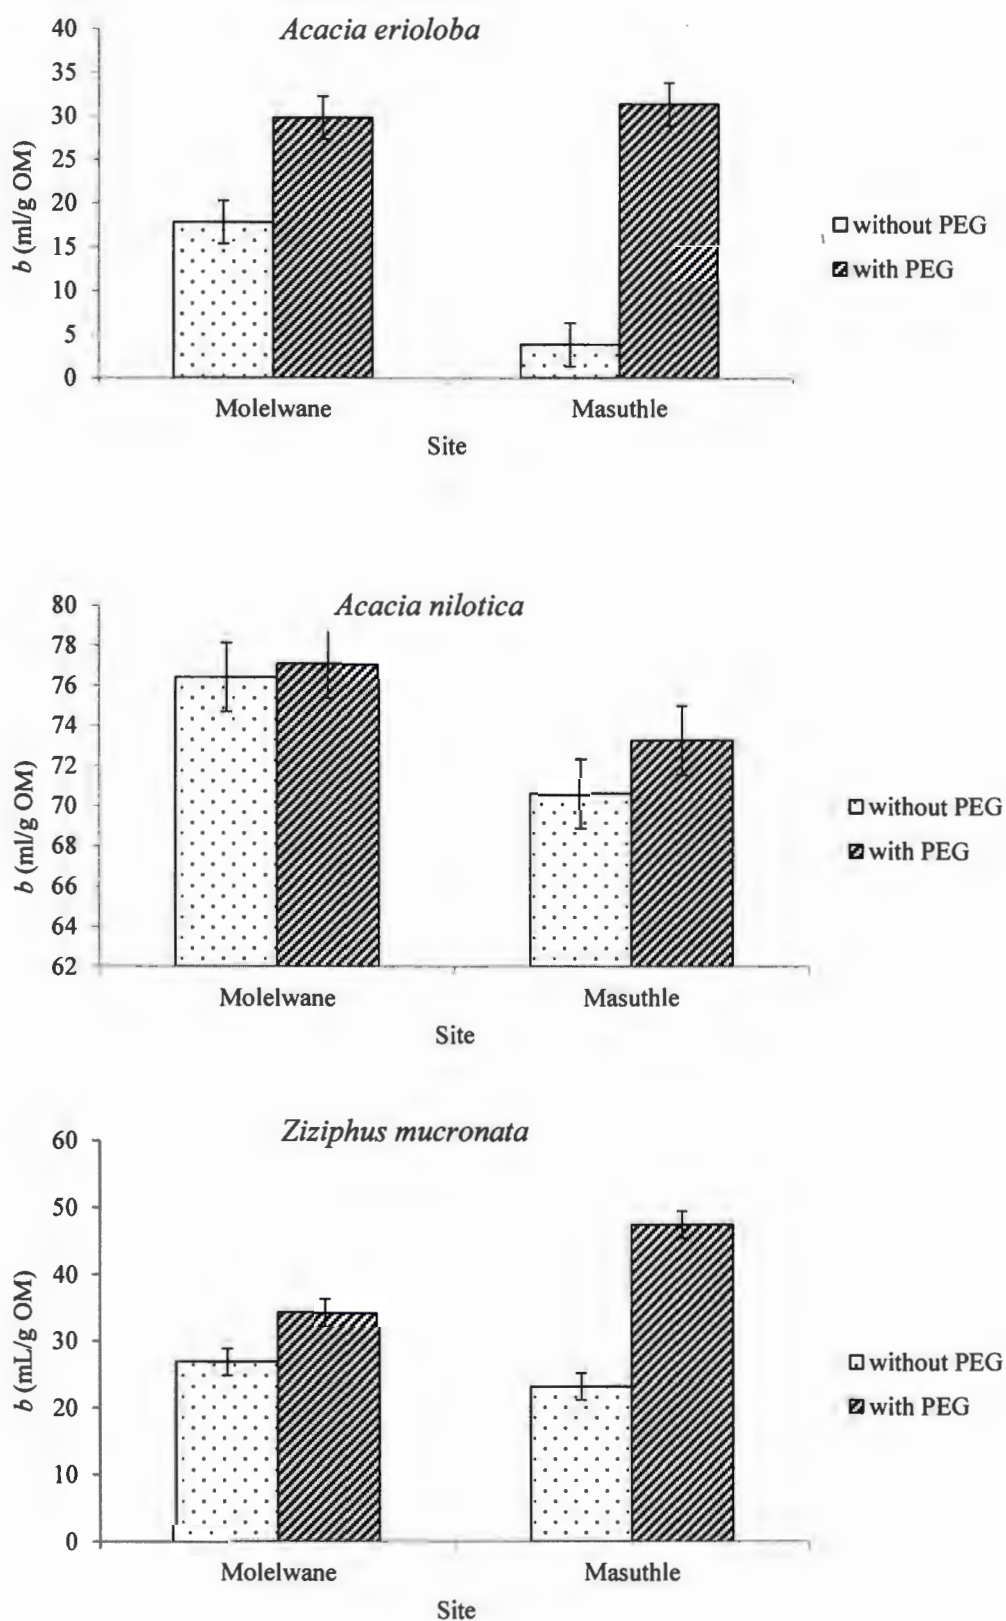 Acacia erioloba
40
35
30
25
20
15
10
5
0
b (ml/g OM)
Molelwane
Masuthle
Site
without PEG
with PEG
Acacia nilotica
80
78
76
74
72
70
68
66
64
62
b (ml/g OM)
Molelwane
Masuthle
Site
without PEG
with PEG
Ziziphus mucronata
60
50
40
30
20
10
0
b (mL/g OM)
Molelwane
Masuthle
Site
without PEG
with PEG